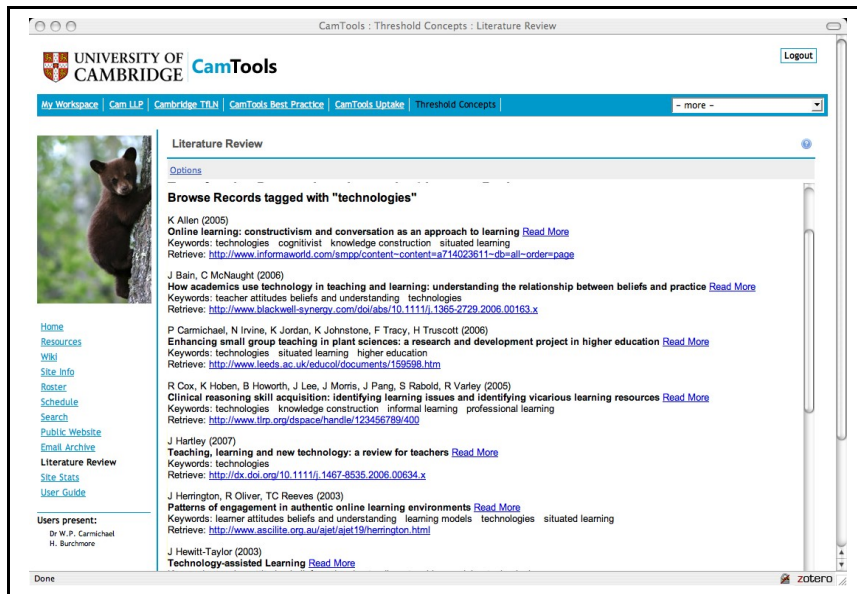 CamTools : Threshold Concepts : Literature Review
UNIVERSITY OF
CAMBRIDGE
CamTools
Logout
My Workspace | Cam LLP | Cambridge TfLN | CamTools Best Practice | CamTools Uptake | Threshold Concepts |
- more -
Literature Review
Options
Browse Records tagged with "technologies"
K Allen (2005)
Online learning: constructivism and conversation as an approach to learning Read More
Keywords: technologies cognitivist knowledge construction situated learning
Retrieve: http://www.informaworld.com/smpp/content~content=a714023611~db=all~order=page
J Bain, C McNaught (2006)
How academics use technology in teaching and learning: understanding the relationship between beliefs and practice Read More
Keywords: teacher attitudes beliefs and understanding technologies
Retrieve: http://www.blackwell-synergy.com/doi/abs/10.1111/j.1365-2729.2006.00163.x
P Carmichael, N Irvine, K Jordan, K Johnstone, F Tracy, H Truscott (2006)
Enhancing small group teaching in plant sciences: a research and development project in higher education Read More
Keywords: technologies situated learning higher education
Retrieve: http://www.leeds.ac.uk/educol/documents/159598.htm
R Cox, K Hoben, B Howorth, J Lee, J Morris, J Pang, S Rabold, R Varley (2005)
Clinical reasoning skill acquisition: identifying learning issues and identifying vicarious learning resources Read More
Keywords: technologies knowledge construction informal learning professional learning
Retrieve: http://www.tlrp.org/dspace/handle/123456789/400
J Hartley (2007)
Teaching, learning and new technology: a review for teachers Read More
Keywords: technologies
Retrieve: http://dx.doi.org/10.1111/j.1467-8535.2006.00634.x
J Herrington, R Oliver, TC Reeves (2003)
Patterns of engagement in authentic online learning environments Read More
Keywords: learner attitudes beliefs and understanding learning models technologies situated learning
Retrieve: http://www.ascilite.org.au/ajet/ajet19/herrington.html
J Hewitt-Taylor (2003)
Technology-assisted Learning Read More
Home
Resources
Wiki
Site Info
Roster
Schedule
Search
Public Website
Email Archive
Literature Review
Site Stats
User Guide
Users present:
Dr W.P. Carmichael
H. Burchmore
Done
zotero